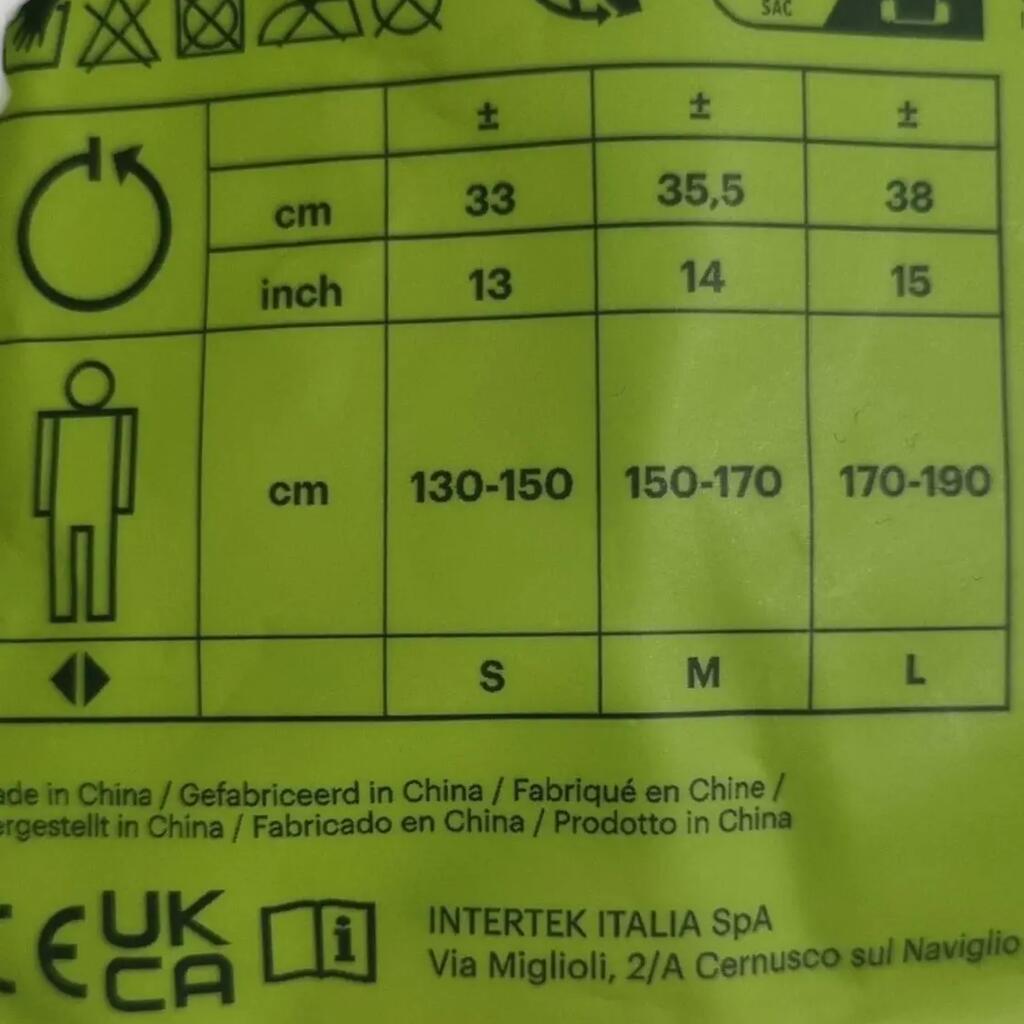 SAC
± ± ±
cm 33 35,5 38
inch 13 14 15
cm 130-150 150-170 170-190
S M L
ade in China / Gefabriceerd in China / Fabriqué en Chine /
ergestellt in China / Fabricado en China / Prodotto in China
CE UK
CA
i
INTERTEK ITALIA SpA
Via Miglioli, 2/A Cernusco sul Naviglio